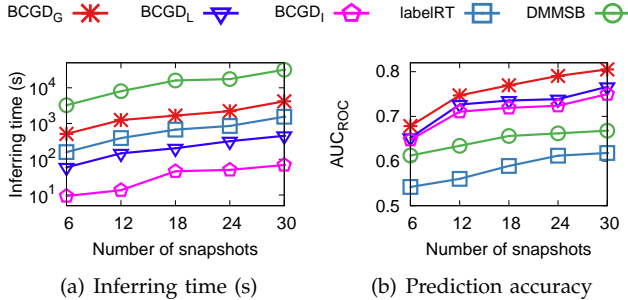 BCGD_G BCGD_L BCGD_I labelRT DMMSB
Inferring time (s)
10^4
10^3
10^2
10^1
6 12 18 24 30
Number of snapshots
(a) Inferring time (s)
AUC_ROC
0.8
0.7
0.6
0.5
6 12 18 24 30
Number of snapshots
(b) Prediction accuracy